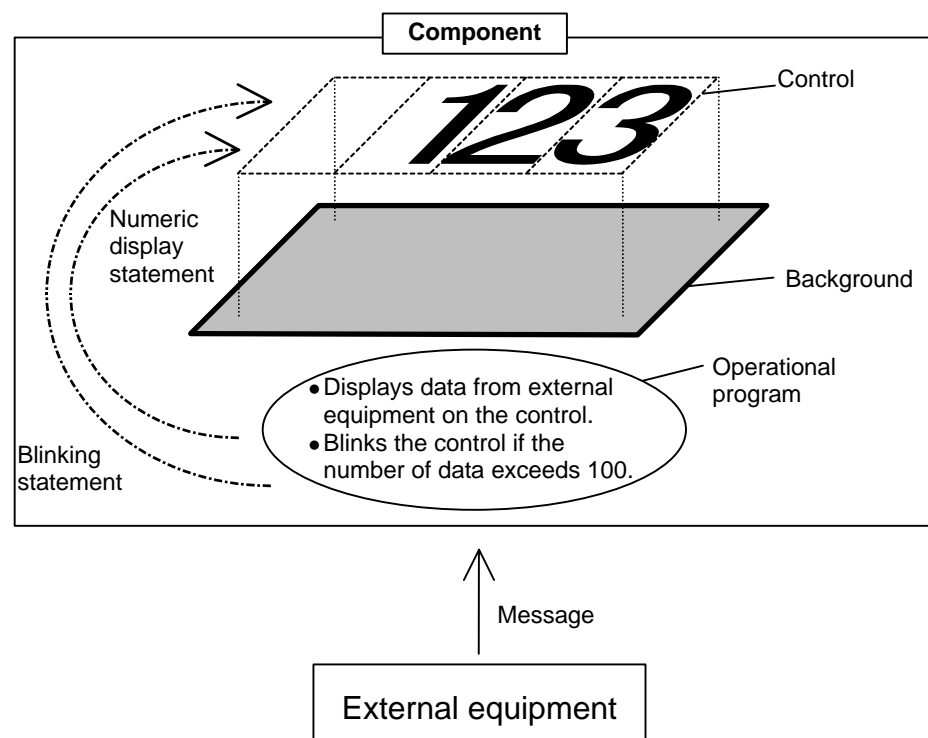 Component
123
Control
Numeric
display
statement
Background
Operational
program
● Displays data from external
equipment on the control.
● Blinks the control if the
number of data exceeds 100.
Blinking
statement
Message
External equipment